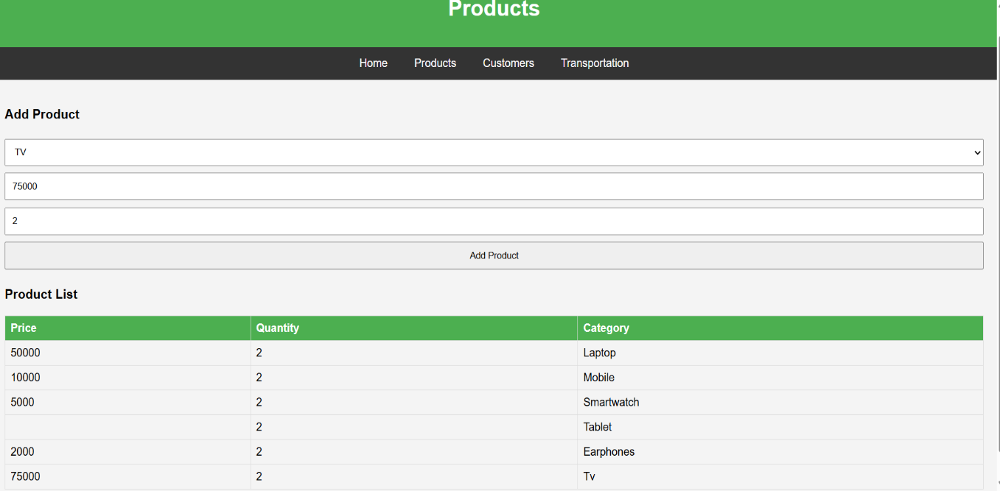 Products
Home Products Customers Transportation
Add Product
TV
75000
2
Add Product
Product List
Price Quantity Category
50000 2 Laptop
10000 2 Mobile
5000 2 Smartwatch
2 Tablet
2000 2 Earphones
75000 2 Tv